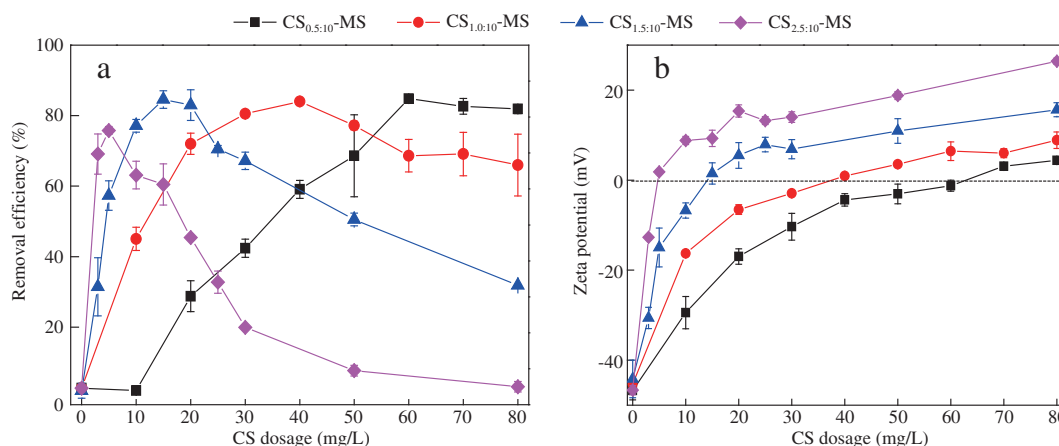 CS0.5:10-MS CS1.0:10-MS CS1.5:10-MS CS2.5:10-MS
a
100
80
60
40
20
0
Removal efficiency (%)
0 10 20 30 40 50 60 70 80
CS dosage (mg/L)
b
20
0
-20
-40
Zeta potential (mV)
0 10 20 30 40 50 60 70 80
CS dosage (mg/L)